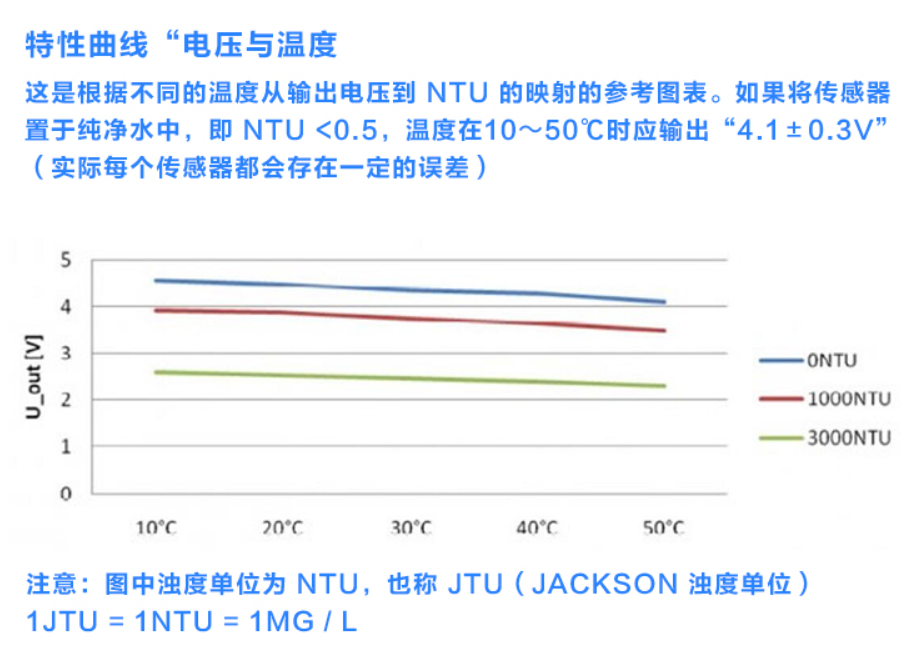 特性曲线“电压与温度
这是根据不同的温度从输出电压到 NTU 的映射的参考图表。如果将传感器
置于纯净水中，即 NTU <0.5，温度在10～50℃时应输出“4.1±0.3V”
（实际每个传感器都会存在一定的误差）
5
4
3
2
1
0
U_out [V]
10°C 20°C 30°C 40°C 50°C
0NTU
1000NTU
3000NTU
注意：图中浊度单位为 NTU，也称 JTU（JACKSON 浊度单位）
1JTU = 1NTU = 1MG / L